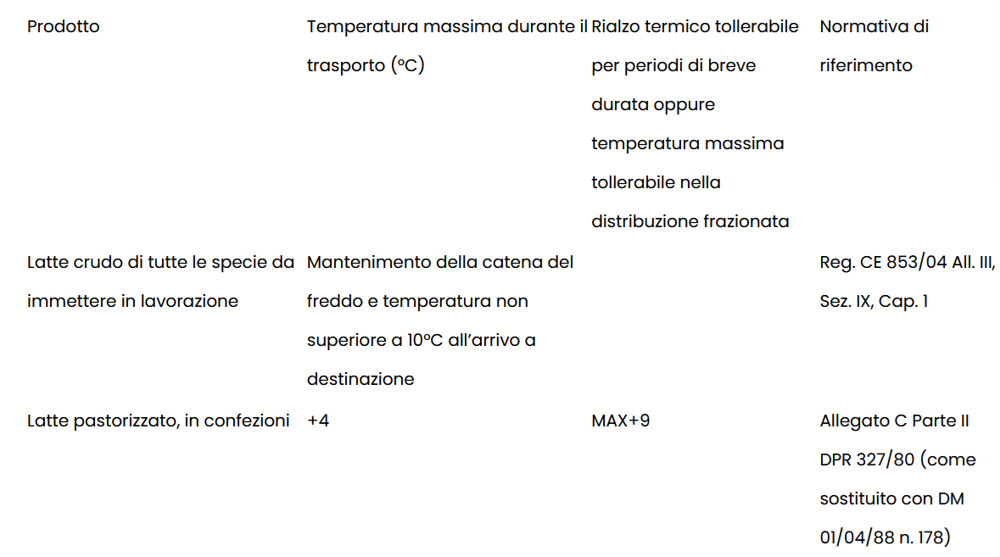 Prodotto
Temperatura massima durante il
trasporto (°C)
Rialzo termico tollerabile
per periodi di breve
durata oppure
temperatura massima
tollerabile nella
distribuzione frazionata
Normativa di
riferimento
Latte crudo di tutte le specie da
immettere in lavorazione
Mantenimento della catena del
freddo e temperatura non
superiore a 10°C all’arrivo a
destinazione
Reg. CE 853/04 All. III,
Sez. IX, Cap. 1
Latte pastorizzato, in confezioni
+4
MAX+9
Allegato C Parte II
DPR 327/80 (come
sostituito con DM
01/04/88 n. 178)